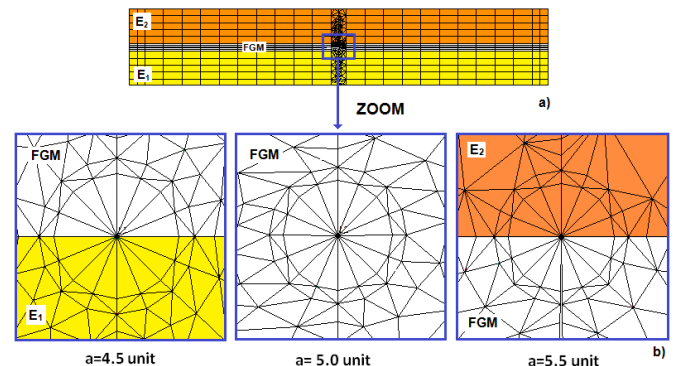 E₂
FGM
E₁
a)
ZOOM
FGM
E₁
FGM
E₂
FGM
b)
a=4.5 unit
a= 5.0 unit
a=5.5 unit